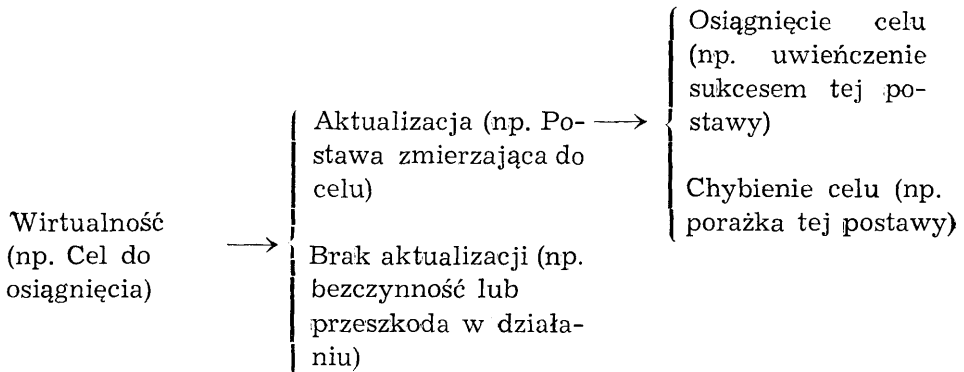 Wirtualność
(np. Cel do
osiągnięcia)
Aktualizacja (np. Po-
stawa zmierzająca do
celu)
Brak aktualizacji (np.
bezczynność lub
przeszkoda w działa-
niu)
Osiągnięcie celu
(np. uwieńczenie
sukcesem tej po-
stawy)
Chybienie celu (np.
porażka tej postawy)